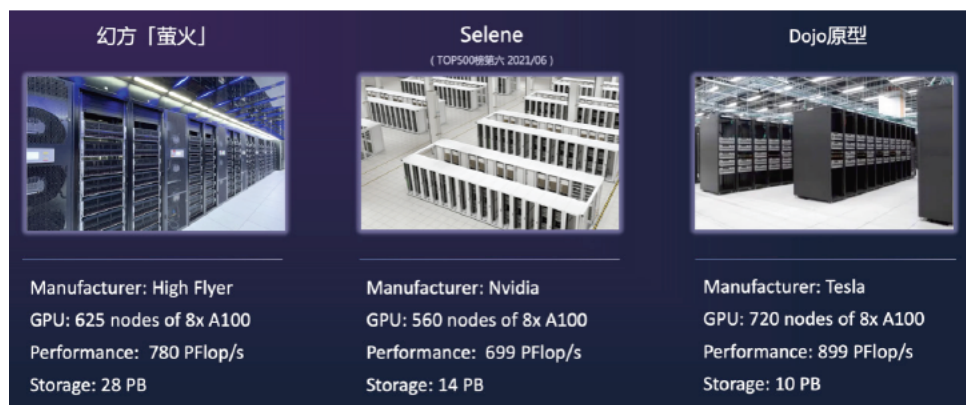 幻方「萤火」
Manufacturer: High Flyer
GPU: 625 nodes of 8x A100
Performance: 780 PFlop/s
Storage: 28 PB
Selene
(TOP500榜第六 2021/06)
Manufacturer: Nvidia
GPU: 560 nodes of 8x A100
Performance: 699 PFlop/s
Storage: 14 PB
Dojo原型
Manufacturer: Tesla
GPU: 720 nodes of 8x A100
Performance: 899 PFlop/s
Storage: 10 PB